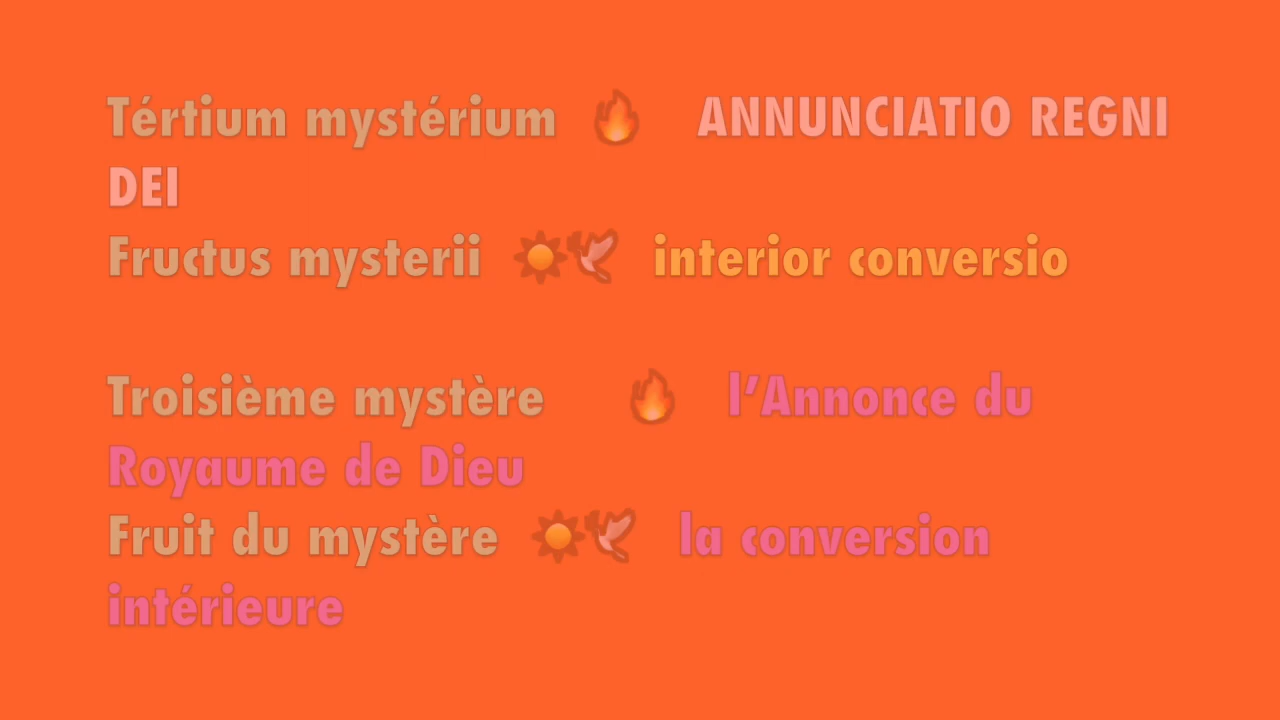 Tértium mystérium 🔥 ANNUNCIATIO REGNI
DEI
Fructus mysterii ☀🕊 interior conversio
Troisième mystère 🔥 l’Annonce du
Royaume de Dieu
Fruit du mystère ☀🕊 la conversion
intérieure